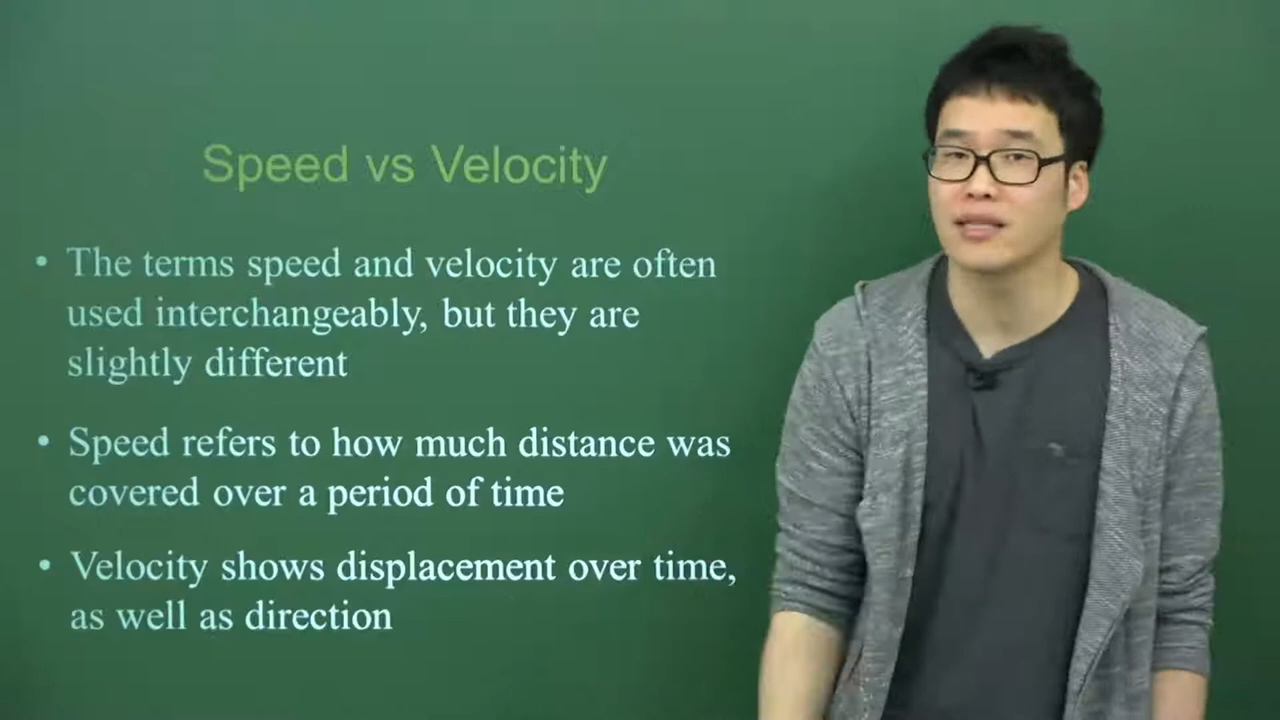 Speed vs Velocity
• The terms speed and velocity are often
used interchangeably, but they are
slightly different
• Speed refers to how much distance was
covered over a period of time
• Velocity shows displacement over time,
as well as direction